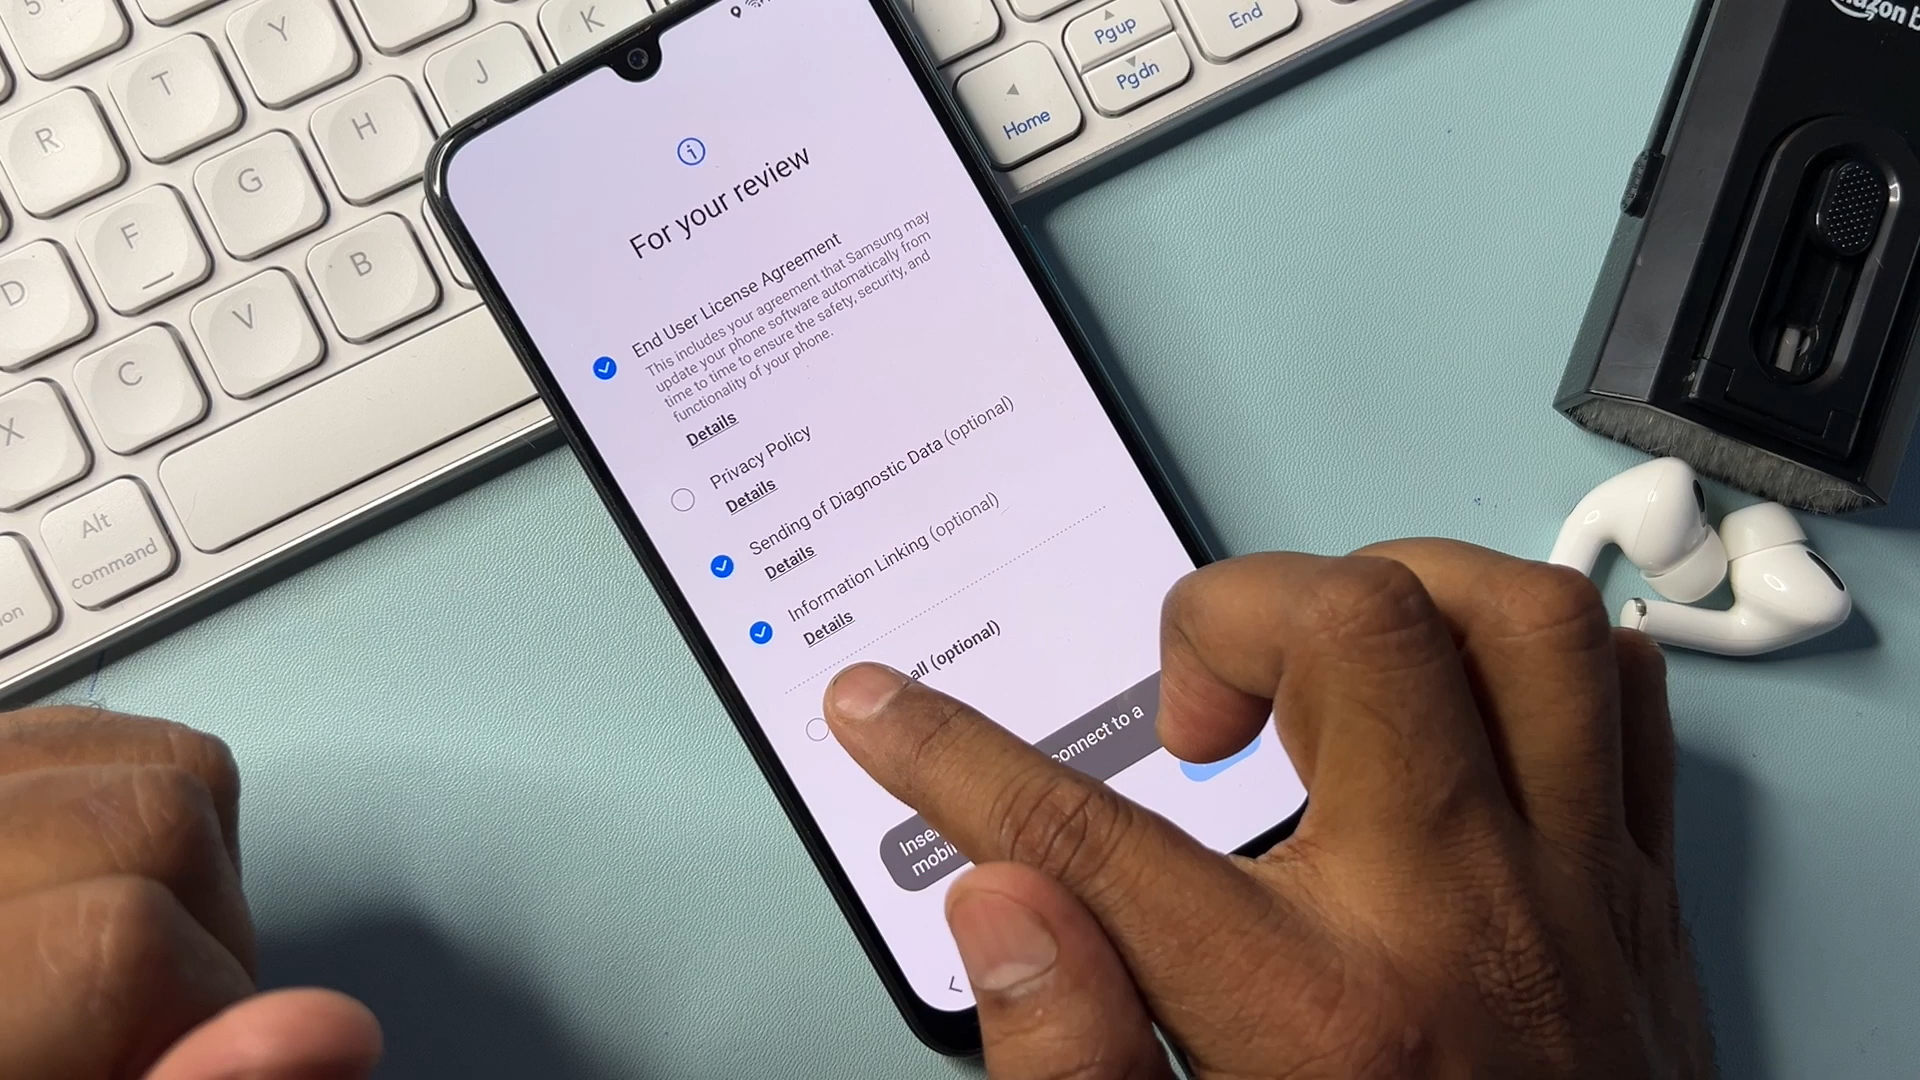 5
Y
K
T
J
R
H
G
F
D
B
V
C
X
Alt
command
Pgup
Pgdn
Home
End
For your review
End User License Agreement
This includes your agreement that Samsung may
update your phone software automatically from
time to time to ensure the safety, security, and
functionality of your phone.
Details
Privacy Policy
Details
Sending of Diagnostic Data (optional)
Details
Information Linking (optional)
Details
all (optional)
connect to a